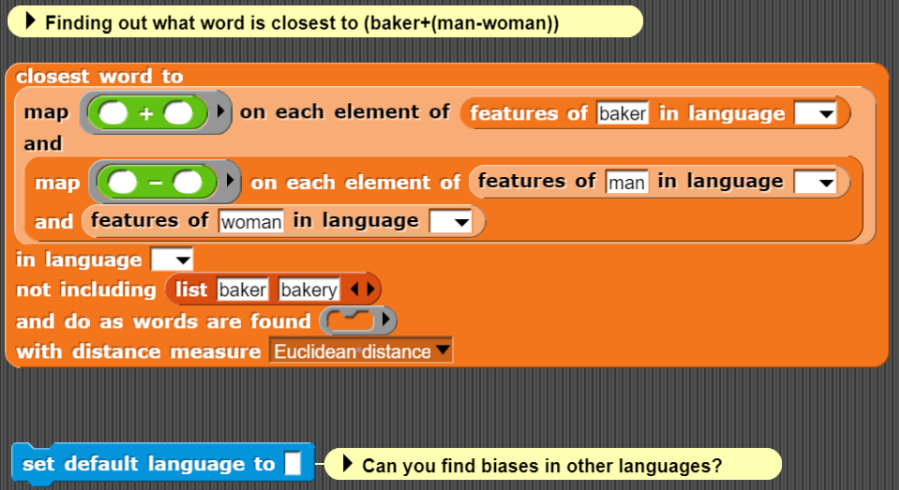 Finding out what word is closest to (baker+(man-woman))
closest word to
map + on each element of features of baker in language
and
map − on each element of features of man in language
and features of woman in language
in language
not including list baker bakery
and do as words are found
with distance measure Euclidean distance
set default language to Can you find biases in other languages?